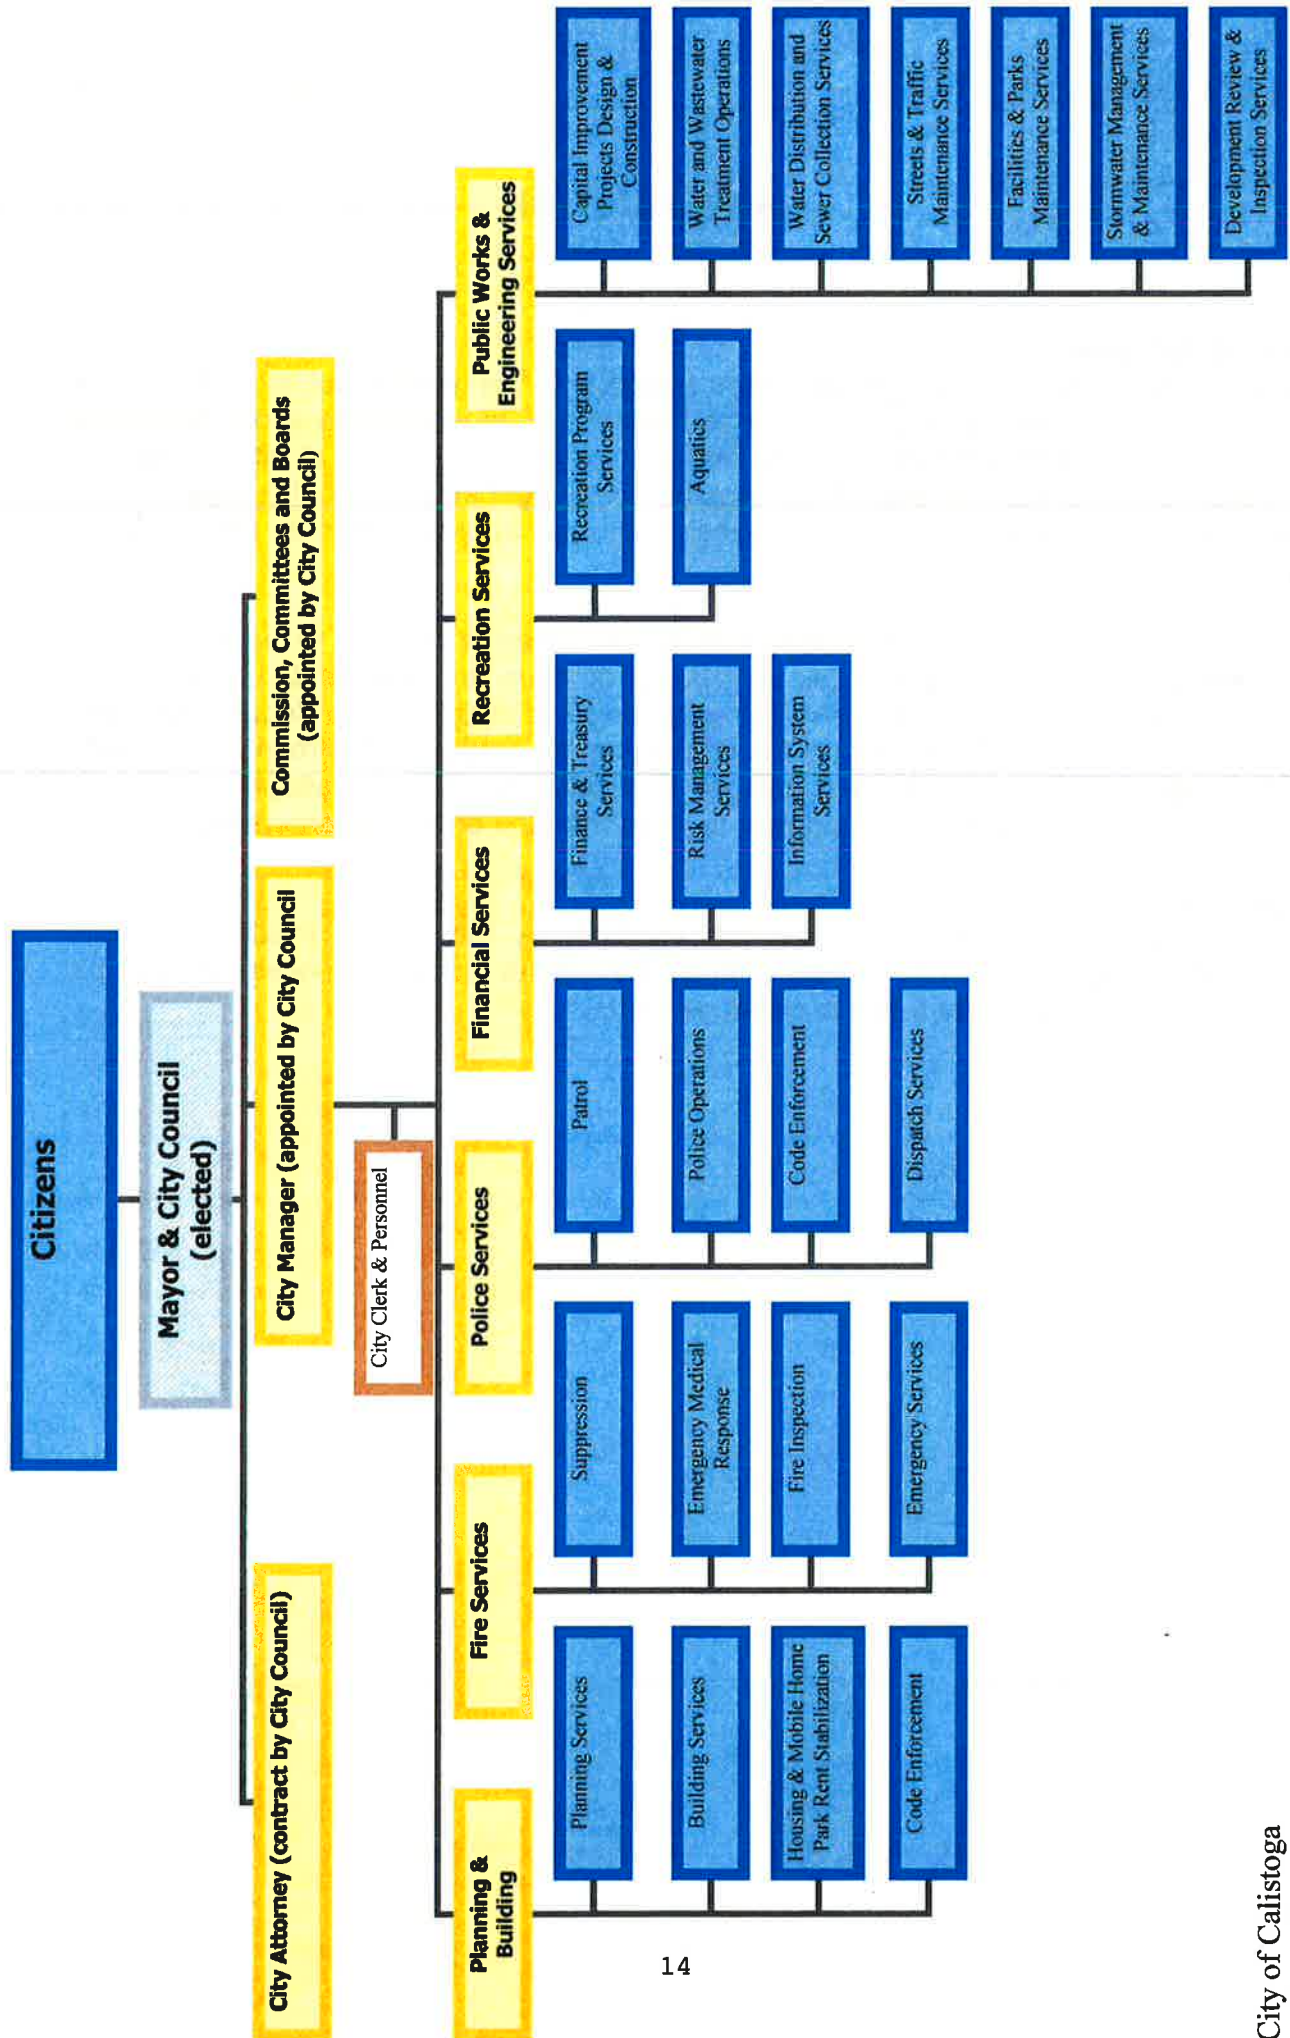 Citizens
Mayor & City Council
(elected)
City Attorney (contract by City Council)
City Manager (appointed by City Council
Commission, Committees and Boards
(appointed by City Council)
City Clerk & Personnel
Planning &
Building
Planning Services
Building Services
Housing & Mobile Home
Park Rent Stabilization
Code Enforcement
Fire Services
Suppression
Emergency Medical
Response
Fire Inspection
Emergency Services
Police Services
Patrol
Police Operations
Code Enforcement
Dispatch Services
Financial Services
Finance & Treasury
Services
Risk Management
Services
Information System
Services
Recreation Services
Recreation Program
Services
Aquatics
Public Works &
Engineering Services
Capital Improvement
Projects Design &
Construction
Water and Wastewater
Treatment Operations
Water Distribution and
Sewer Collection Services
Streets & Traffic
Maintenance Services
Facilities & Parks
Maintenance Services
Stormwater Management
& Maintenance Services
Development Review &
Inspection Services
14
City of Calistoga